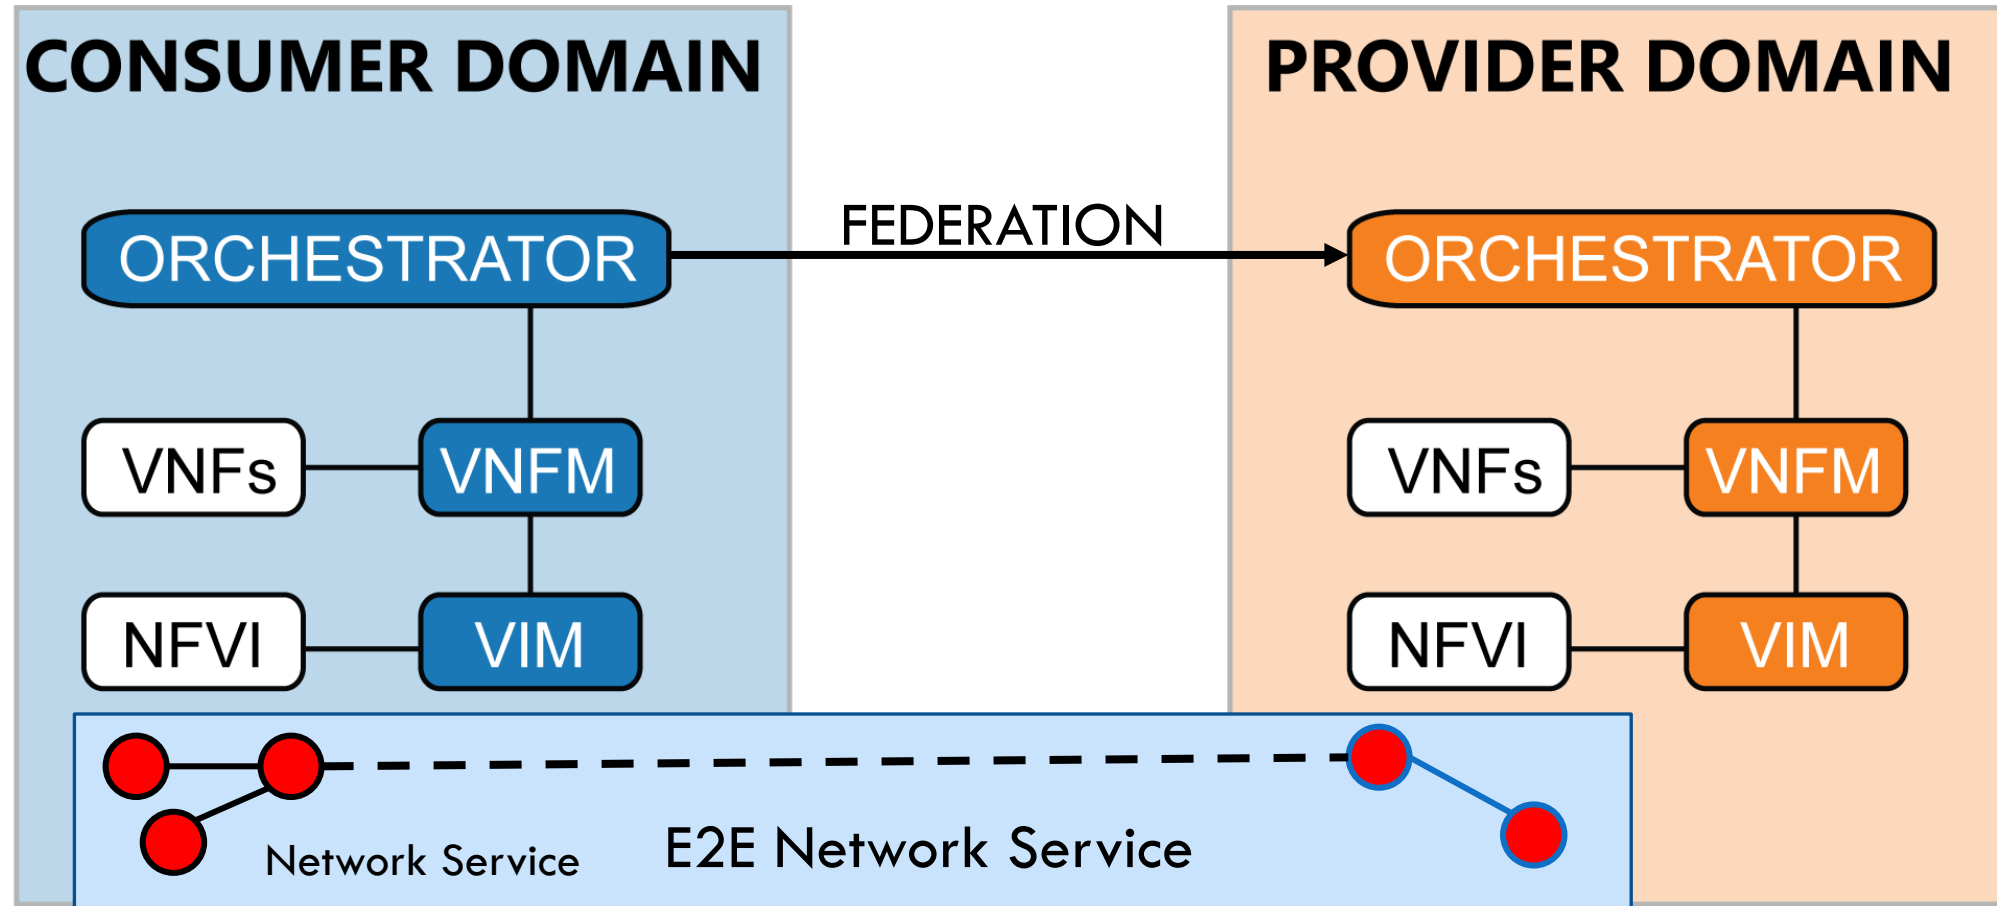 CONSUMER DOMAIN
PROVIDER DOMAIN
FEDERATION
ORCHESTRATOR
ORCHESTRATOR
VNFs
VNFM
VNFs
VNFM
NFVI
VIM
NFVI
VIM
Network Service
E2E Network Service